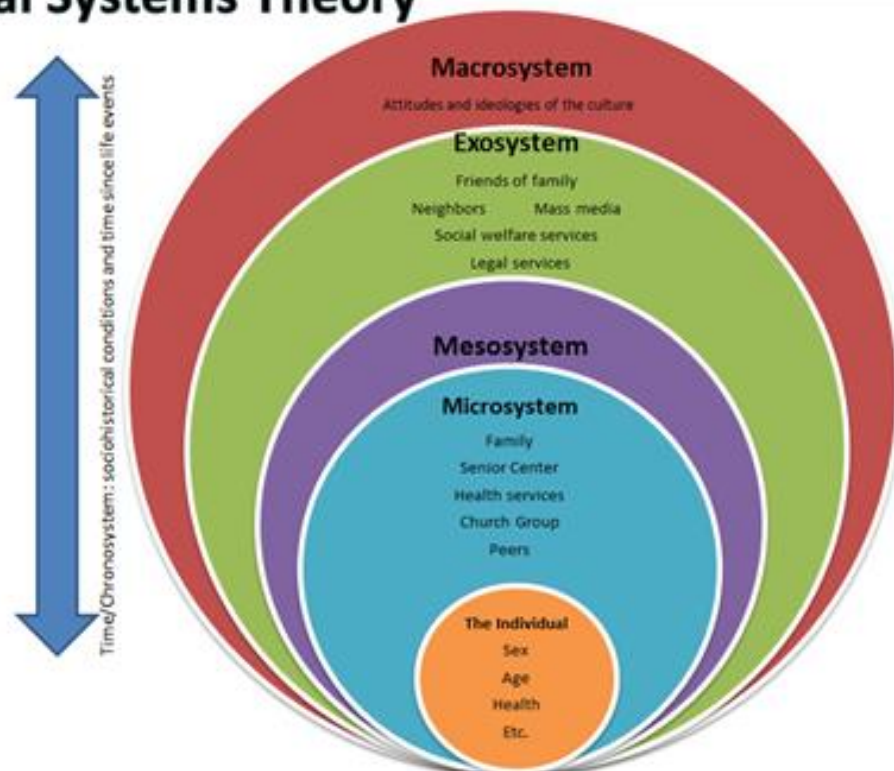 al Systems Theory
Macrosystem
Attitudes and ideologies of the culture
Exosystem
Friends of family
Neighbors Mass media
Social welfare services
Legal services
Mesosystem
Microsystem
Family
Senior Center
Health services
Church Group
Peers
The Individual
Sex
Age
Health
Etc.
Time/Chronosystem: sociohistorical conditions and time since life events